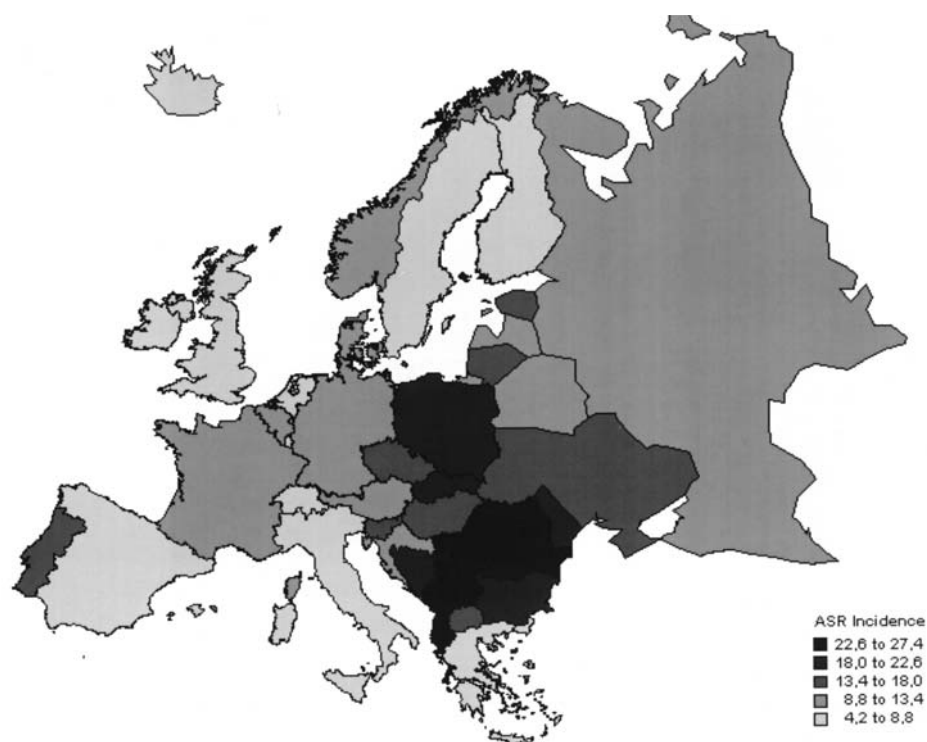 ASR Incidence
22,6 to 27,4
18,0 to 22,6
13,4 to 18,0
8,8 to 13,4
4,2 to 8,8